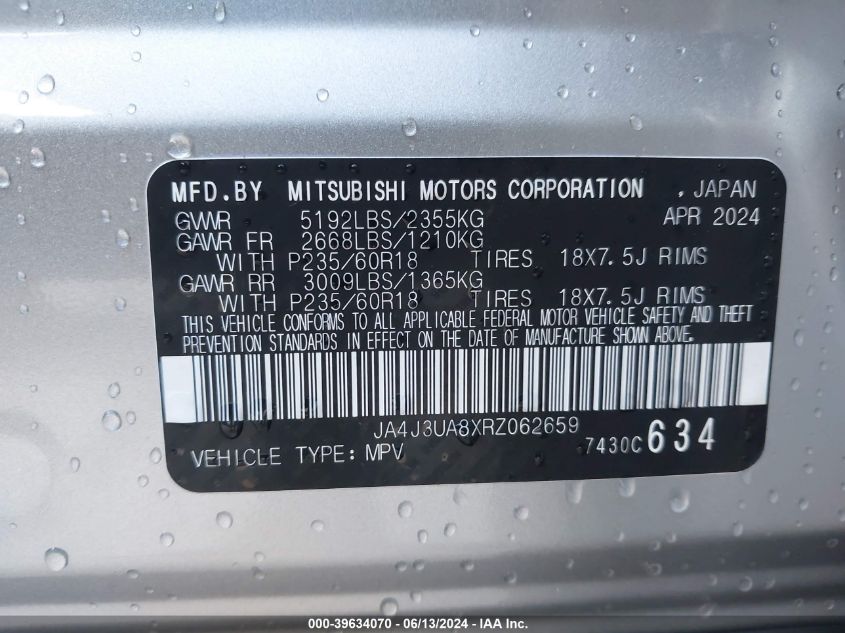 MFD.BY MITSUBISHI MOTORS CORPORATION , JAPAN
GVWR 5192LBS/2355KG APR 2024
GAWR FR 2668LBS/1210KG
WITH P235/60R18 TIRES 18X7.5J RIMS
GAWR RR 3009LBS/1365KG
WITH P235/60R18 TIRES 18X7.5J RIMS
THIS VEHICLE CONFORMS TO ALL APPLICABLE FEDERAL MOTOR VEHICLE SAFETY AND THEFT
PREVENTION STANDARDS IN EFFECT ON THE DATE OF MANUFACTURE SHOWN ABOVE.
JA4J3UA8XRZ062659
VEHICLE TYPE: MPV 7430C 634
000-39634070 - 06/13/2024 - IAA Inc.